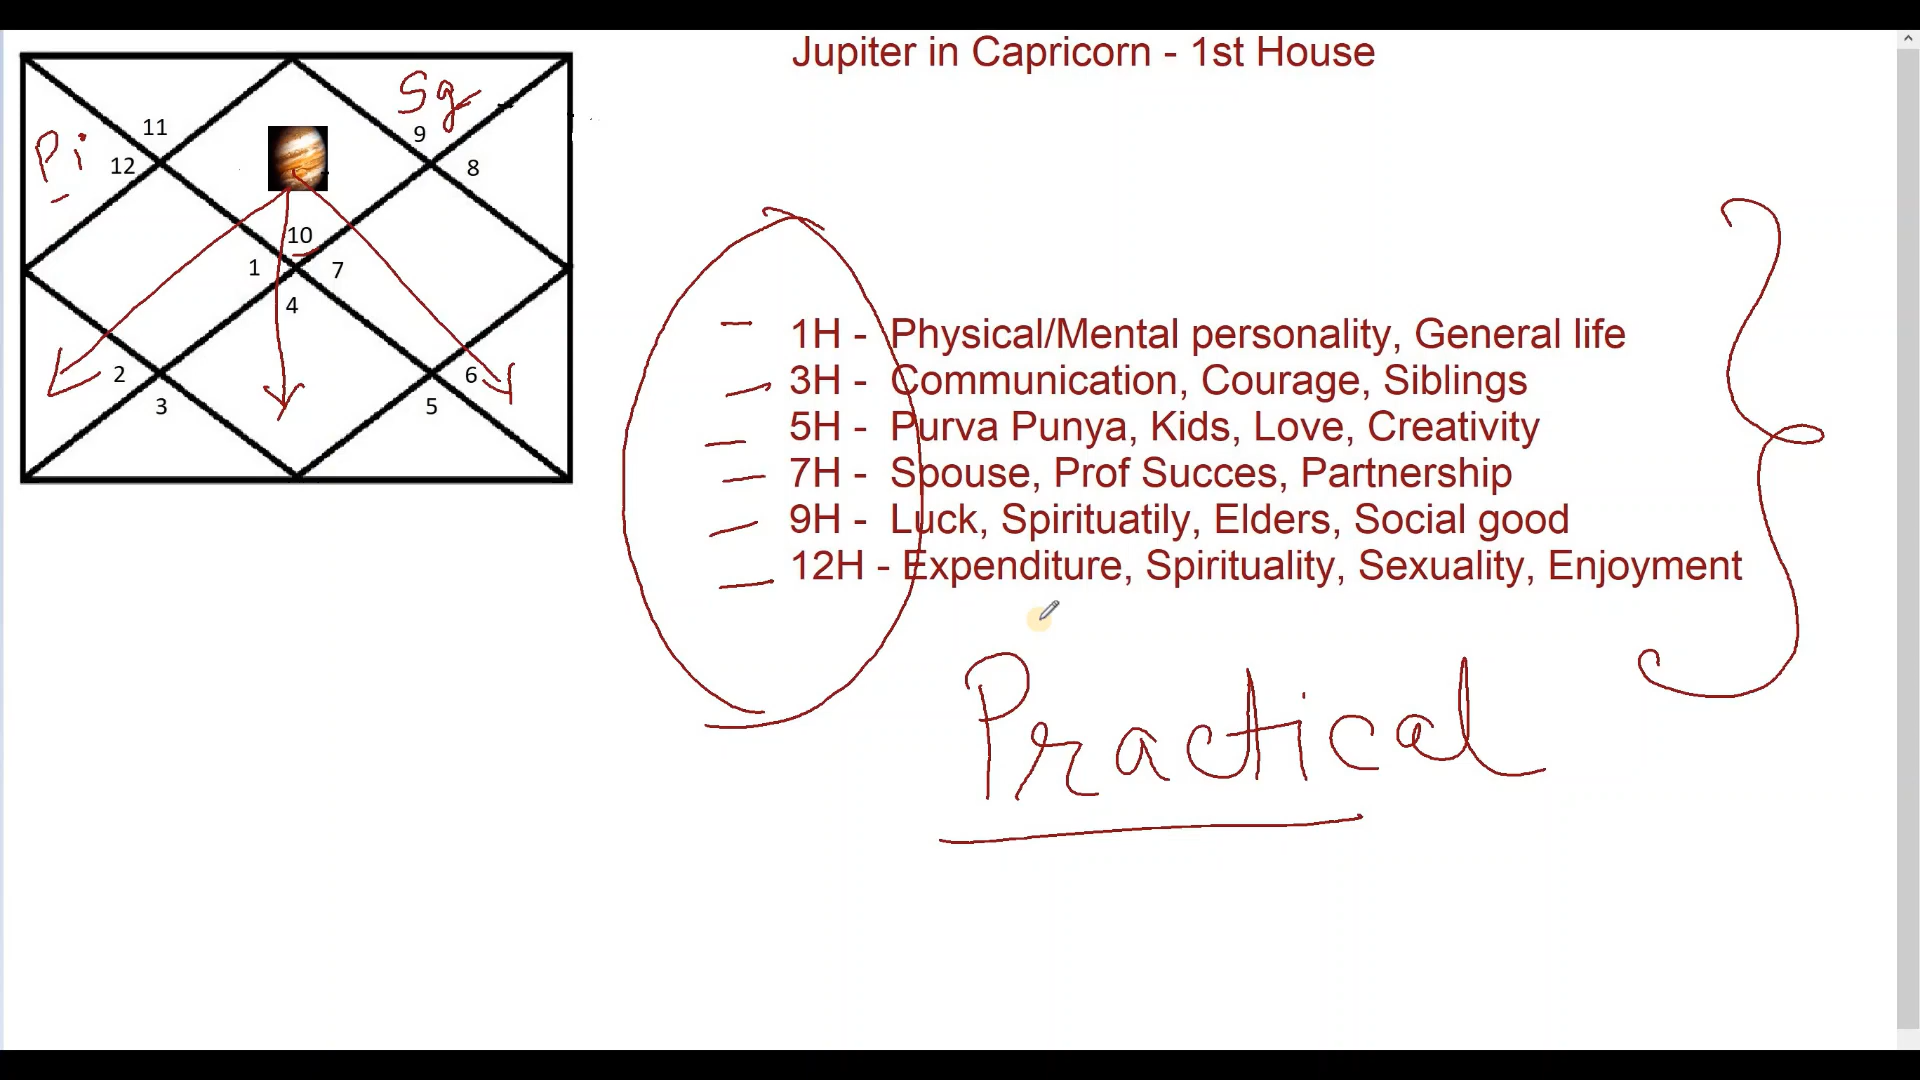 Jupiter in Capricorn - 1st House
Sg
Pi
11
9
12
8
10
1
7
4
2
6
3
5
1H - Physical/Mental personality, General life
3H - Communication, Courage, Siblings
5H - Purva Punya, Kids, Love, Creativity
7H - Spouse, Prof Succes, Partnership
9H - Luck, Spirituatily, Elders, Social good
12H - Expenditure, Spirituality, Sexuality, Enjoyment
Practical